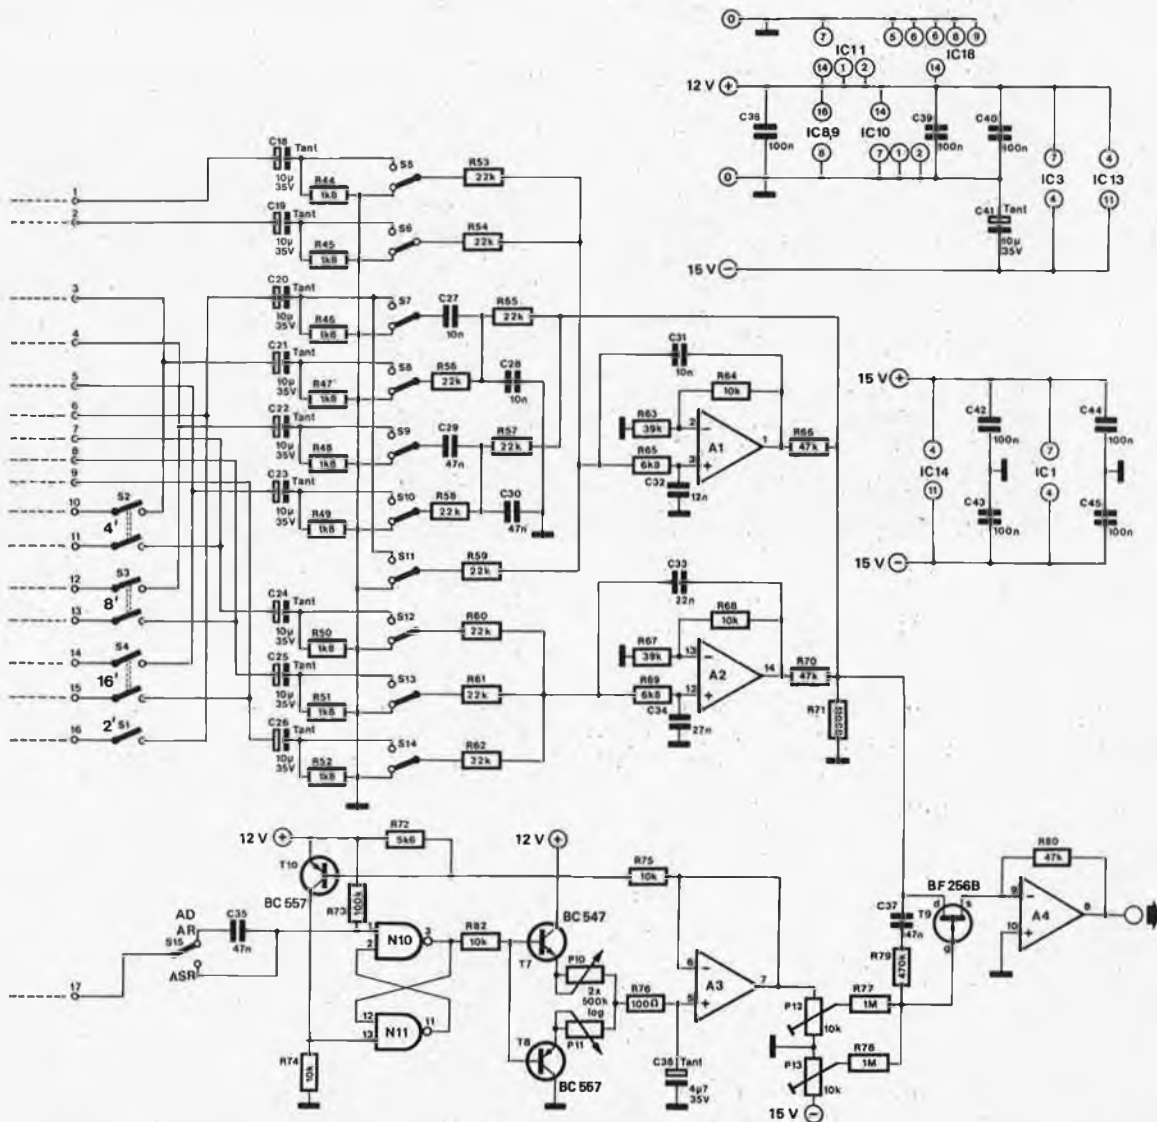 0
7
IC11
14
1
2
5
6
6
8
9
IC18
14
12 V +
C38
100n
16
IC8,9
8
14
IC10
7
1
2
C39
100n
C40
100n
7
IC3
4
4
IC13
11
0
C41
Tant
10µ
35V
15 V −
C18
Tant
10µ
35V
R44
1k8
S5
R53
22k
1
2
C19
Tant
10µ
35V
R45
1k8
S6
R54
22k
3
C20
Tant
10µ
35V
R46
1k8
S7
C27
10n
R55
22k
4
C21
Tant
10µ
35V
R47
1k8
S8
R56
22k
C28
10n
5
6
C22
Tant
10µ
35V
R48
1k8
S9
C29
47n
R57
22k
7
8
9
C23
Tant
10µ
35V
R49
1k8
S10
R58
22k
C30
47n
10
S2
4'
11
S11
R59
22k
12
S3
8'
13
C24
Tant
10µ
35V
R50
1k8
S12
R60
22k
14
S4
16'
15
C25
Tant
10µ
35V
R51
1k8
S13
R61
22k
16
2'
S1
C26
Tant
10µ
35V
R52
1k8
S14
R62
22k
C31
10n
R64
10k
R63
39k
2
−
A1
1
R65
6k8
3
+
C32
12n
R66
47k
C33
22n
R68
10k
R67
39k
13
−
A2
14
R69
6k8
12
+
C34
27n
R70
47k
R71
15 V +
4
IC14
11
C42
100n
C43
100n
7
IC1
4
C44
100n
C45
100n
15 V −
12 V +
R72
5k6
T10
BC 557
R73
100k
12 V +
R75
10k
AD
AR
S15
ASR
C35
47n
17
1
2
N10
3
12
13
N11
11
R74
10k
R82
10k
BC 547
T7
P10
2x
500k
log
P11
T8
BC 557
R76
100Ω
6
−
A3
5
+
7
C36
Tant
4µ7
35V
P12
10k
P13
10k
15 V −
R77
1M
R78
1M
C37
47n
R79
470k
BF 256B
d
T9
s
g
R80
47k
9
−
A4
10
+
8